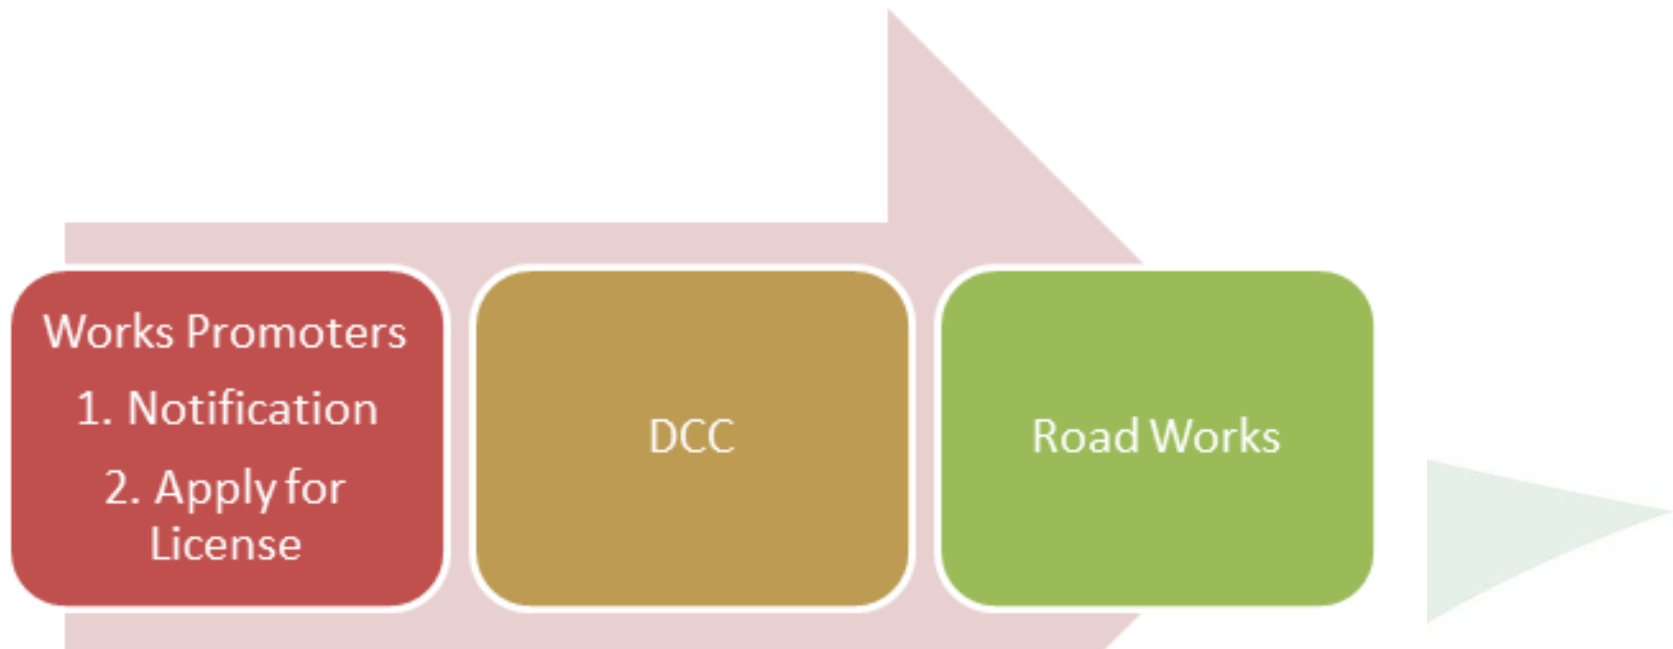 Works Promoters
1. Notification
2. Apply for
License
DCC
Road Works